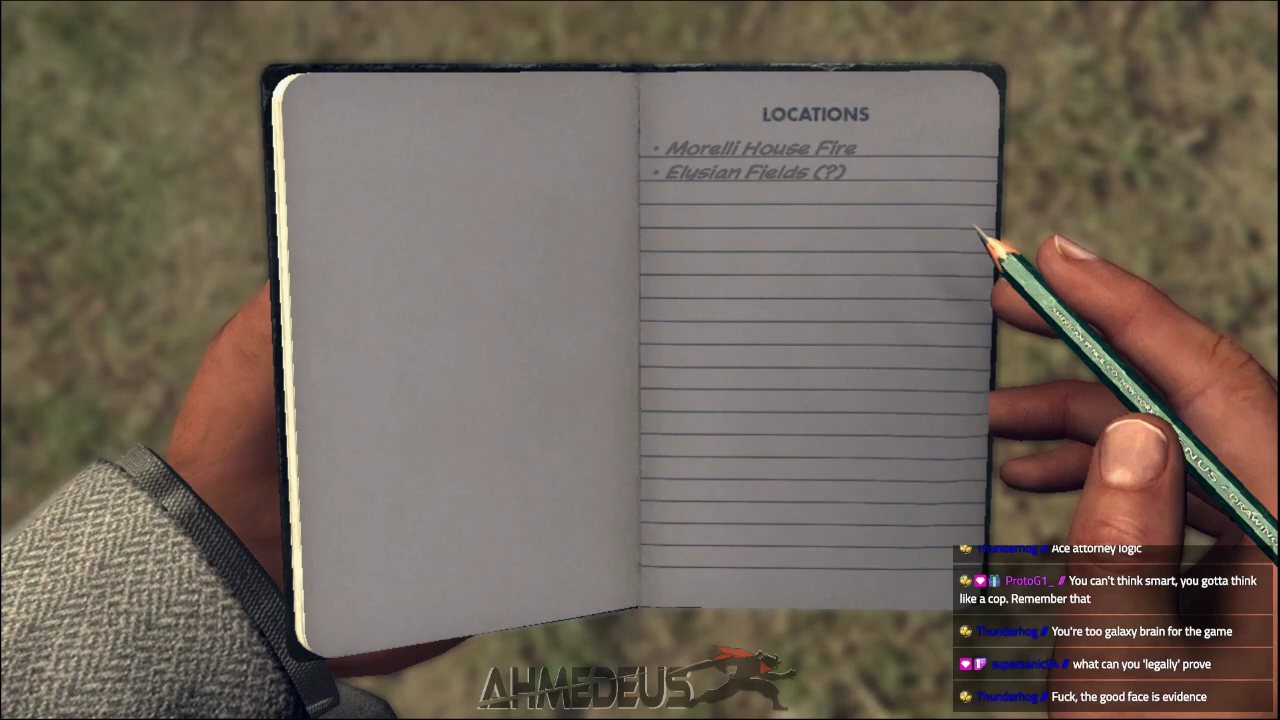 LOCATIONS
· Morelli House Fire
· Elysian Fields (?)
Thunderhog // Ace attorney logic
ProtoG1_ // You can't think smart, you gotta think
like a cop. Remember that
Thunderhog // You're too galaxy brain for the game
supersanic94 // what can you 'legally' prove
Thunderhog // Fuck, the good face is evidence
AHMEDEUS